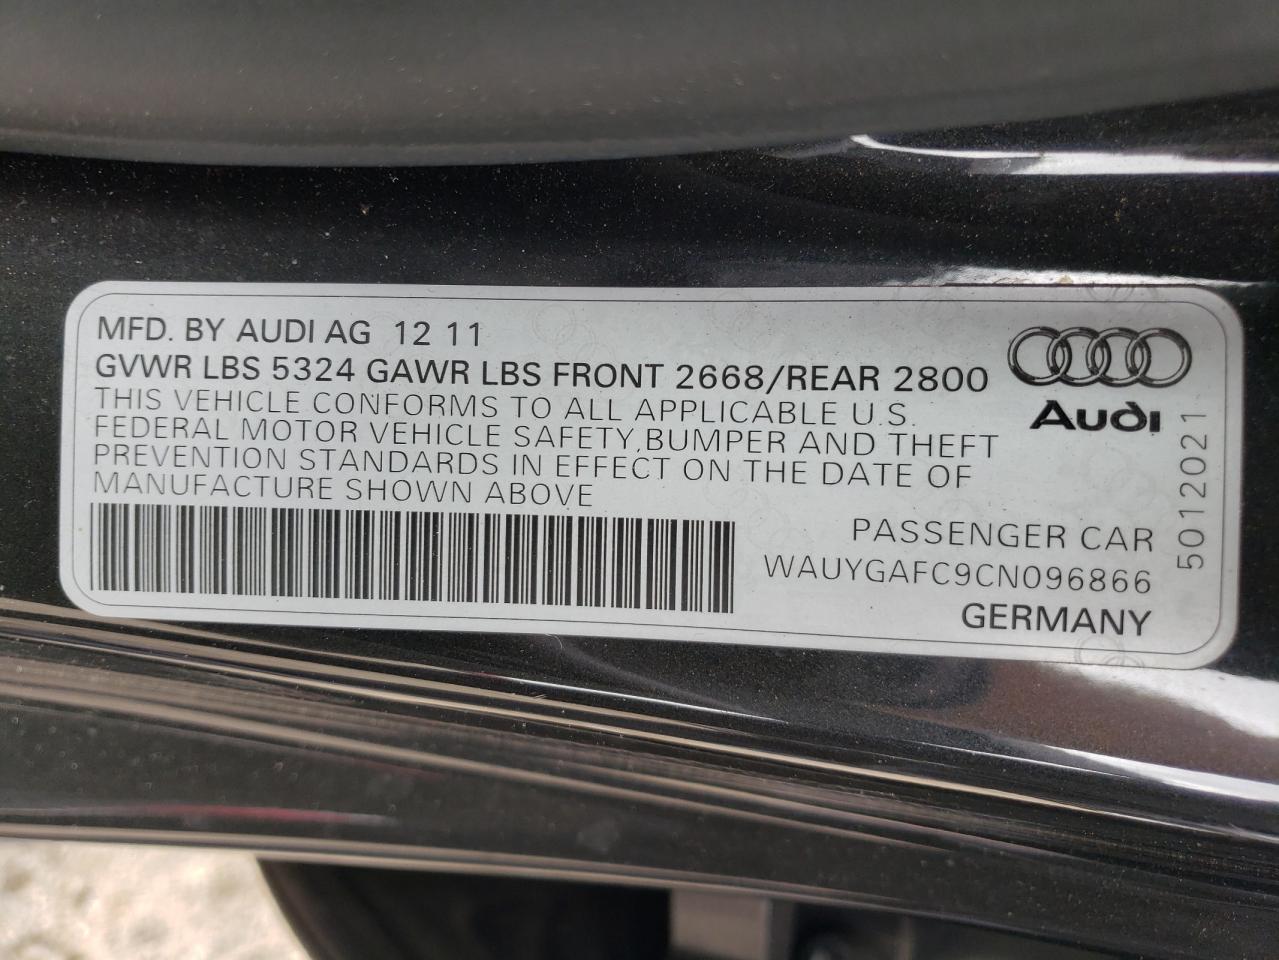 MFD. BY AUDI AG 12 11
GVWR LBS 5324 GAWR LBS FRONT 2668/REAR 2800
THIS VEHICLE CONFORMS TO ALL APPLICABLE U.S.
FEDERAL MOTOR VEHICLE SAFETY, BUMPER AND THEFT
PREVENTION STANDARDS IN EFFECT ON THE DATE OF
MANUFACTURE SHOWN ABOVE
Audi
PASSENGER CAR
WAUYGAFC9CN096866
GERMANY
5012021